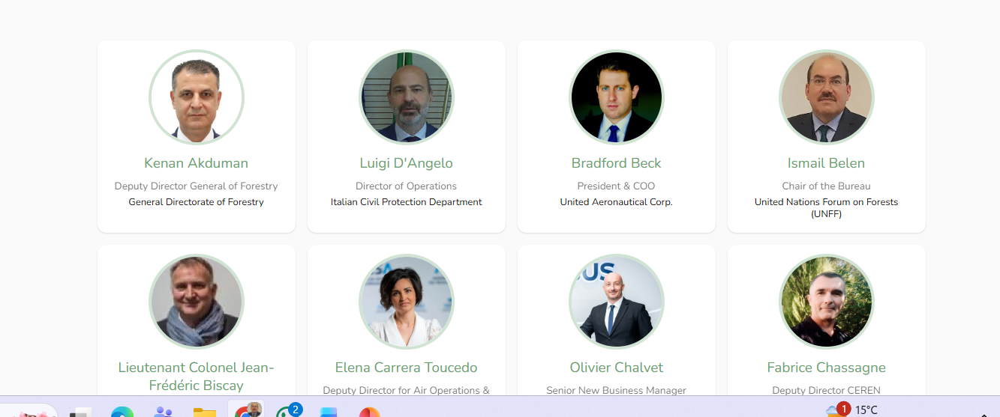 Kenan Akduman
Deputy Director General of Forestry
General Directorate of Forestry
Luigi D'Angelo
Director of Operations
Italian Civil Protection Department
Bradford Beck
President & COO
United Aeronautical Corp.
Ismail Belen
Chair of the Bureau
United Nations Forum on Forests
(UNFF)
Lieutenant Colonel Jean-
Frédéric Biscay
SA
Elena Carrera Toucedo
Deputy Director for Air Operations &
US
Olivier Chalvet
Senior New Business Manager
Fabrice Chassagne
Deputy Director CEREN
2
1
15°C